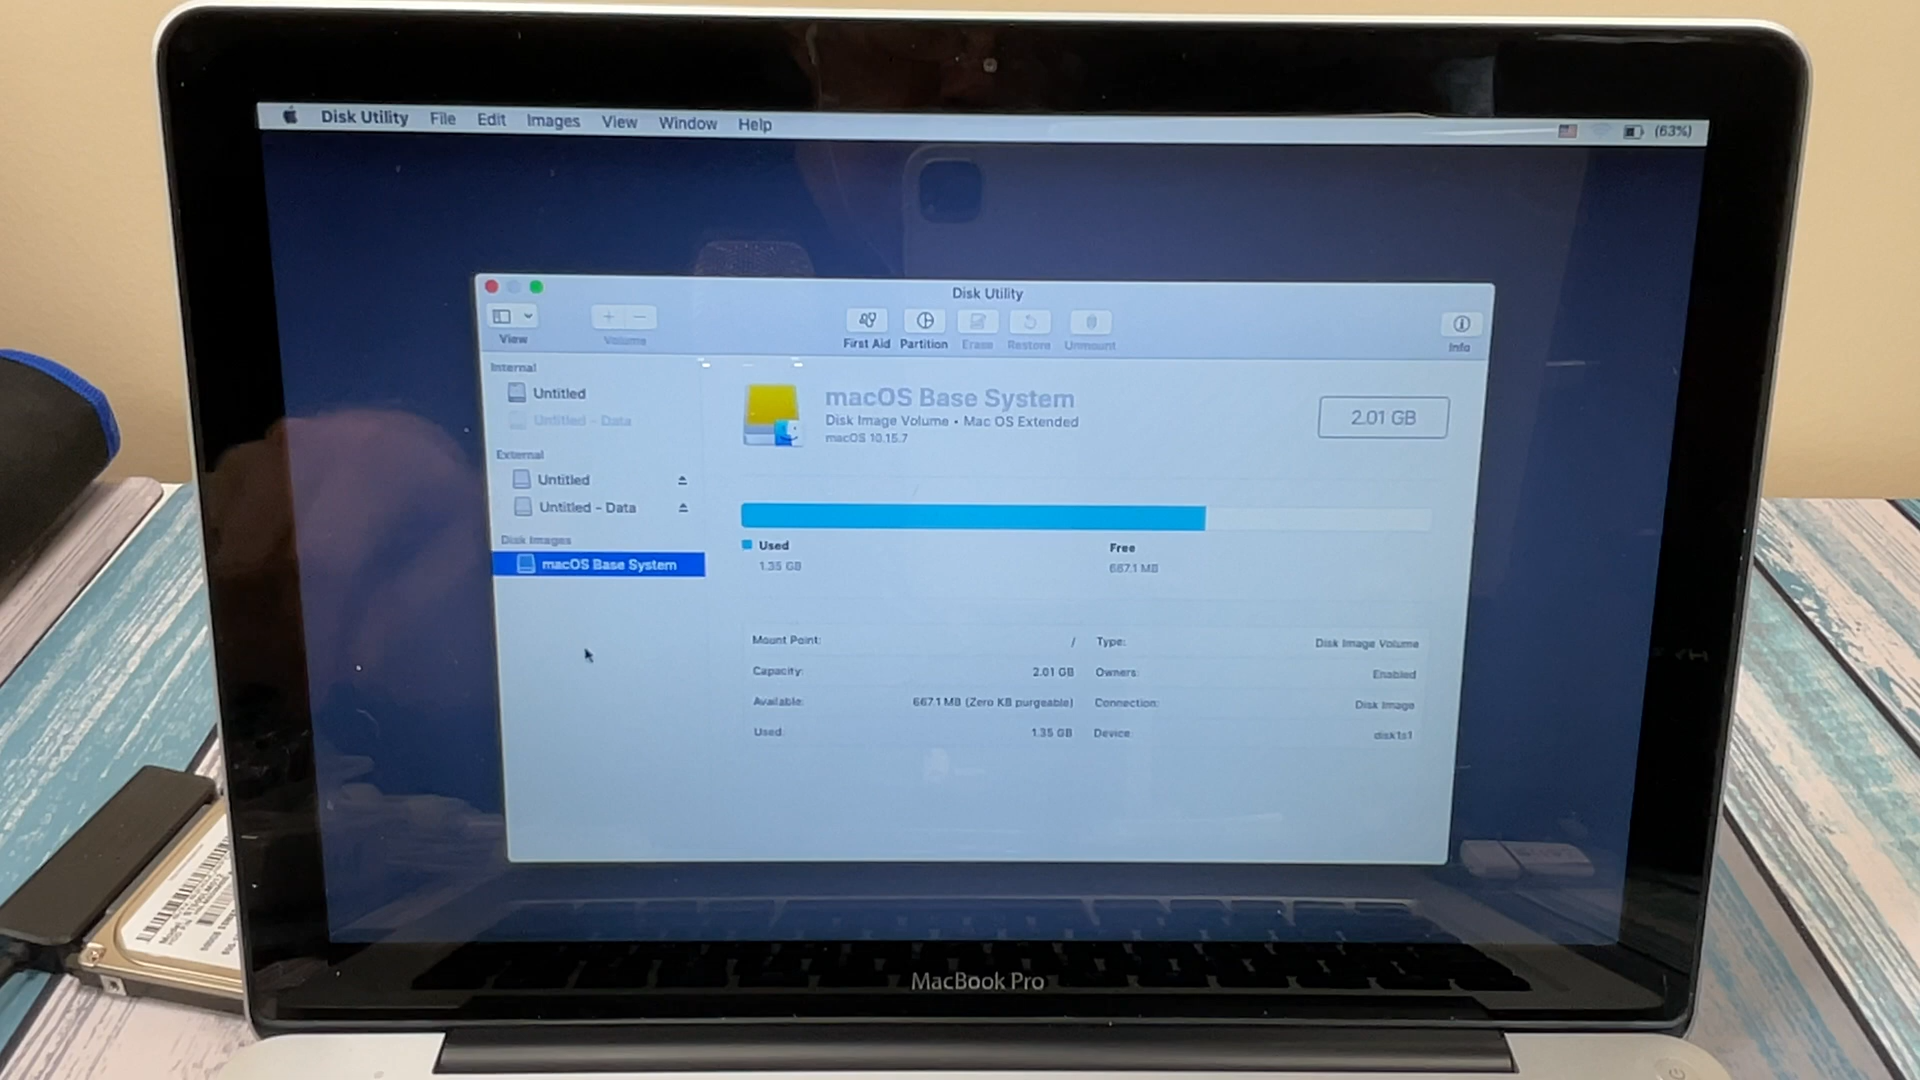 Disk Utility File Edit Images View Window Help (63%)
Disk Utility
View Volume First Aid Partition Erase Restore Unmount Info
Internal
Untitled
Untitled - Data
External
Untitled
Untitled - Data
Disk Images
macOS Base System
macOS Base System
Disk Image Volume • Mac OS Extended
macOS 10.15.7
2.01 GB
Used
1.35 GB
Free
667.1 MB
Mount Point: /
Type: Disk Image Volume
Capacity: 2.01 GB
Owners: Enabled
Available: 667.1 MB (Zero KB purgeable)
Connection: Disk Image
Used: 1.35 GB
Device: disk1s1
MacBook Pro